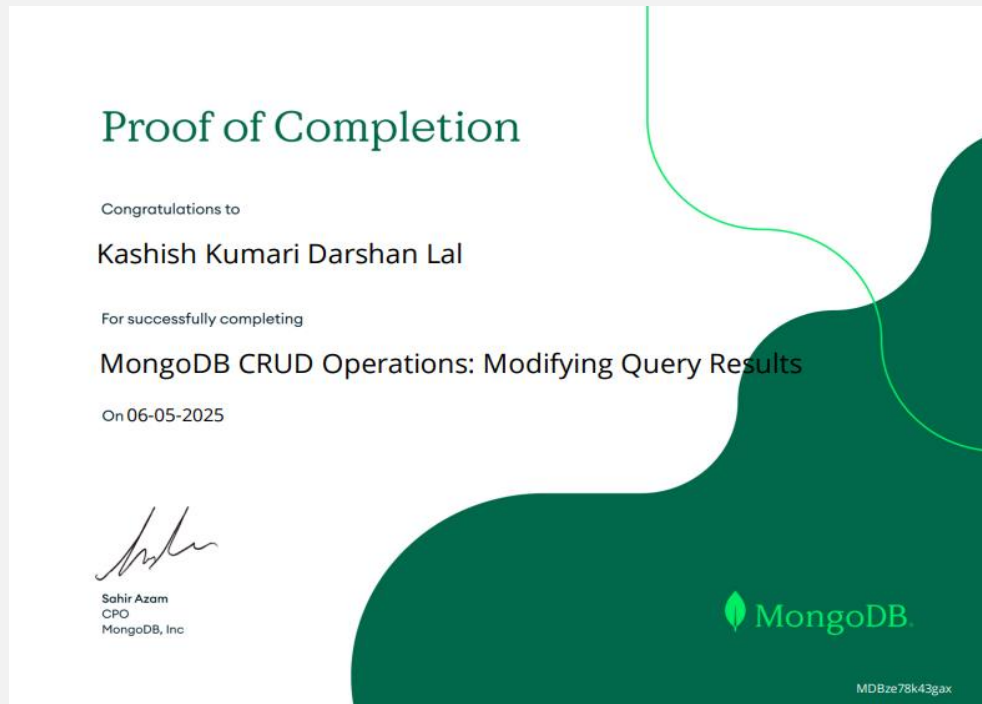 Proof of Completion
Congratulations to
Kashish Kumari Darshan Lal
For successfully completing
MongoDB CRUD Operations: Modifying Query Results
On 06-05-2025
Sahir Azam
CPO
MongoDB, Inc
MongoDB.
MDBze78k43gax